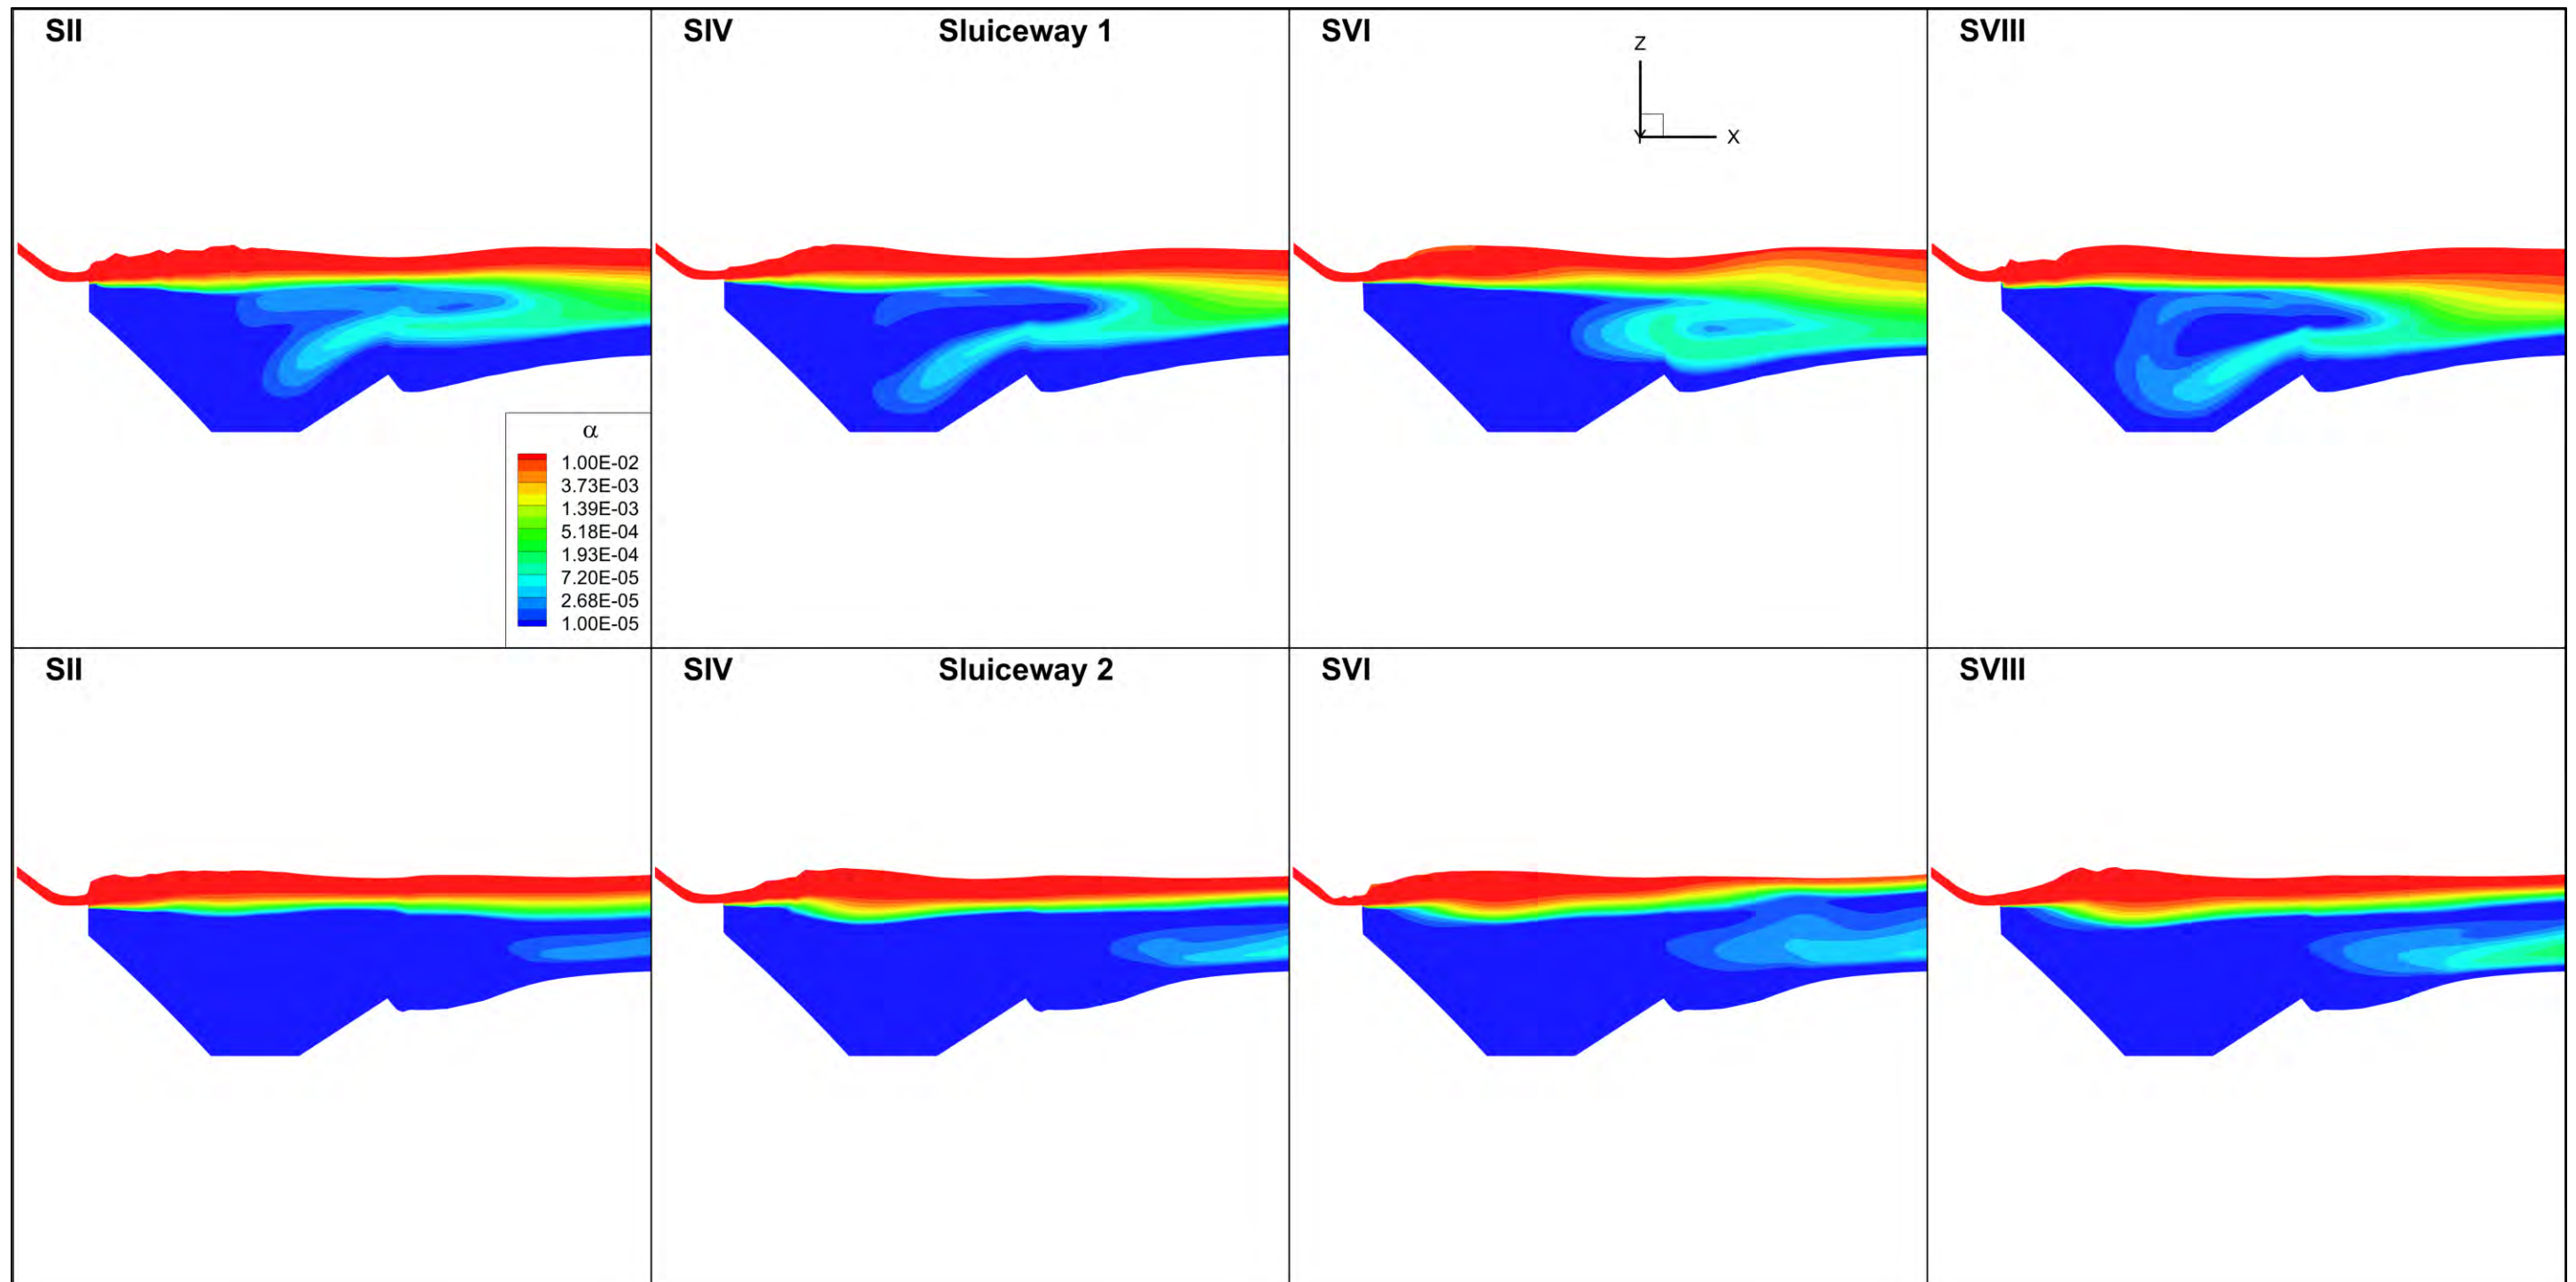 SII
SIV Sluiceway 1
SVI
SVIII
Z
Y X
α
1.00E-02
3.73E-03
1.39E-03
5.18E-04
1.93E-04
7.20E-05
2.68E-05
1.00E-05
SII
SIV Sluiceway 2
SVI
SVIII